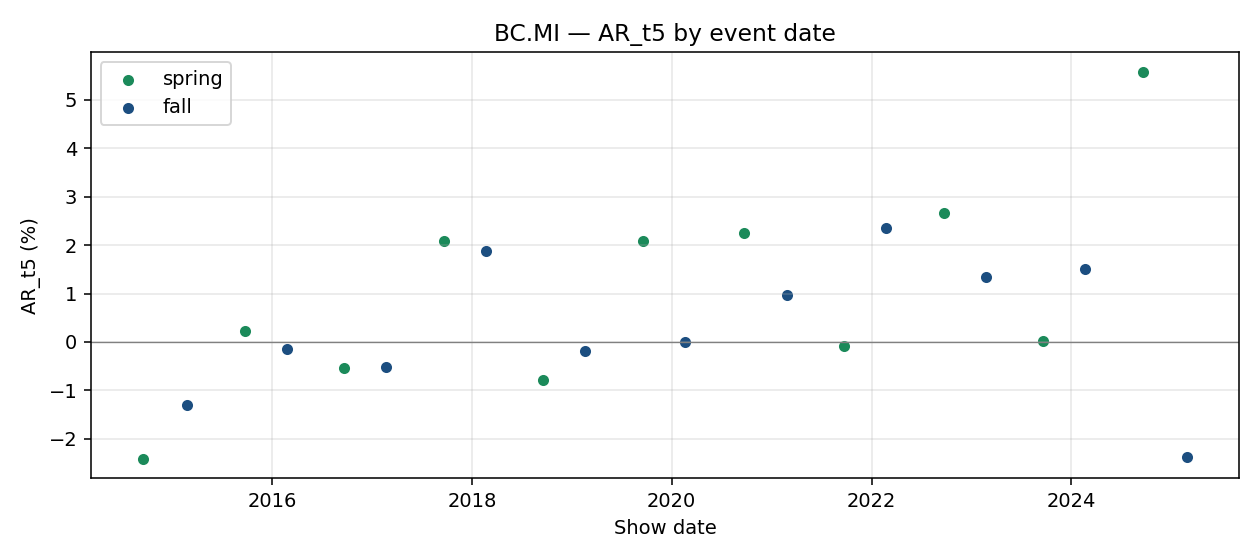 BC.MI — AR_t5 by event date
spring
fall
AR_t5 (%)
5
4
3
2
1
0
−1
−2
2016
2018
2020
2022
2024
Show date